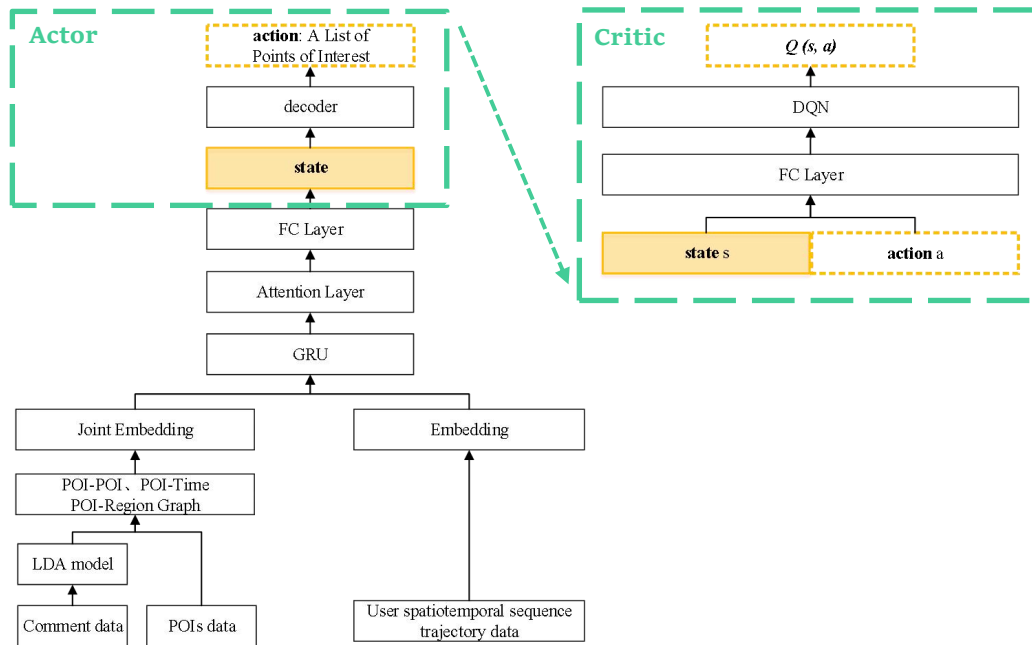 Actor
action: A List of
Points of Interest
decoder
state
FC Layer
Attention Layer
GRU
Joint Embedding
Embedding
POI-POI、POI-Time
POI-Region Graph
LDA model
Comment data
POIs data
User spatiotemporal sequence
trajectory data
Critic
Q (s, a)
DQN
FC Layer
state s
action a